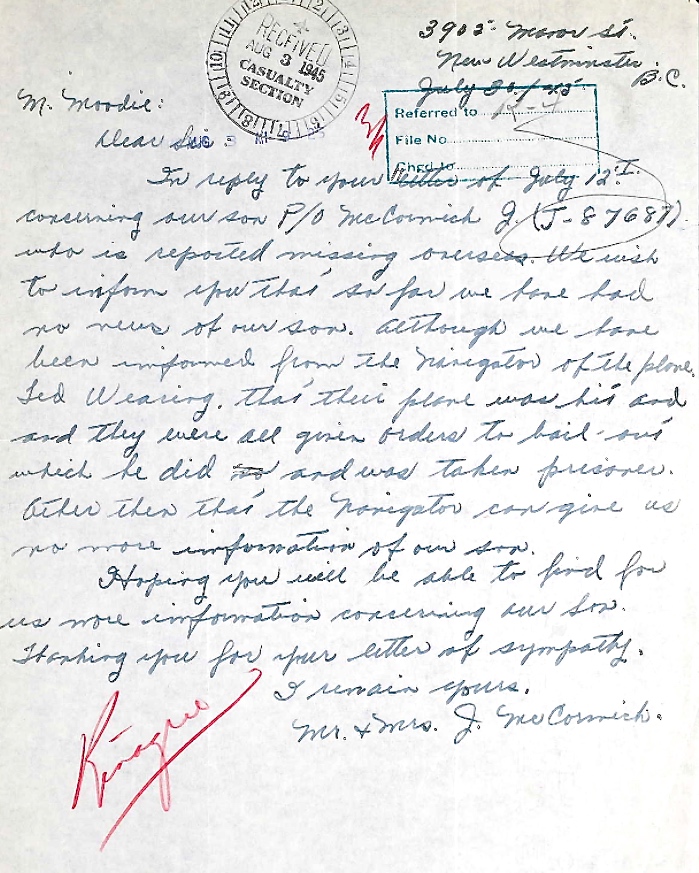 3905 Manor St.
New Westminster
B.C.
July 30/45
RECEIVED
AUG 3 1945
CASUALTY
SECTION
M. Moodie:
Referred to R-4
File No
Chgd to
Dear Sir:
In reply to your letter of July 12th
concerning our son P/O McCormick J. (J-87687)
who is reported missing overseas. We wish
to inform you that so far we have had
no news of our son. Although we have
been informed from the Navigator of the plane,
Ted Wearing, that their plane was hit and
and they were all given orders to bail-out
which he did and was taken prisoner.
Other then that the Navigator can give us
no more information of our son.
Hoping you will be able to find for
us more information concerning our son.
Thanking you for your letter of sympathy.
I remain yours.
Mr. & Mrs. J. McCormick.